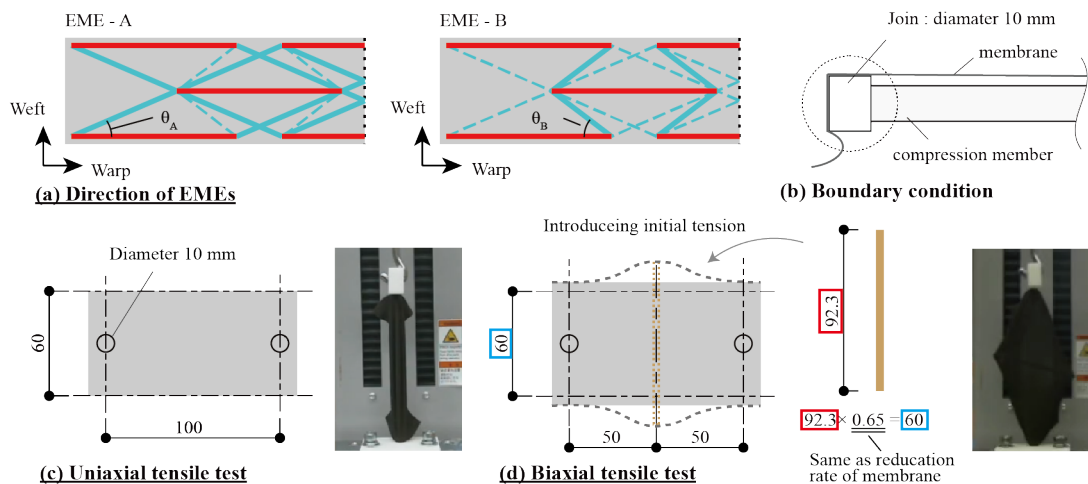 EME - A
Weft
θA
Warp
(a) Direction of EMEs
EME - B
Weft
θB
Warp
Join : diamater 10 mm
membrane
compression member
(b) Boundary condition
Diameter 10 mm
60
100
(c) Uniaxial tensile test
Introduceing initial tension
60
50
50
(d) Biaxial tensile test
92.3
92.3 × 0.65 = 60
Same as reducation
rate of membrane